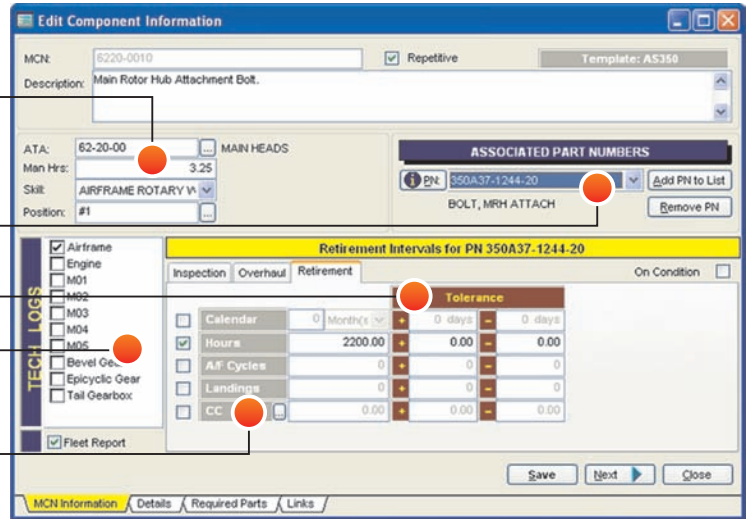 Edit Component Information
MCN: 6220-0010 Repetitive Template: AS350
Description: Main Rotor Hub Attachment Bolt.
ATA: 62-20-00 ... MAIN HEADS
Man Hrs: 3.25
Skill: AIRFRAME ROTARY W
Position: #1 ...
ASSOCIATED PART NUMBERS
PN: 350A37-1244-20 Add PN to List
BOLT, MRH ATTACH Remove PN
TECH LOGS
Airframe
Engine
M01
M02
M03
M04
M05
Bevel
Epicyclic Gear
Tail Gearbox
Fleet Report
Retirement Intervals for PN 350A37-1244-20
Inspection Overhaul Retirement On Condition
Tolerance
Calendar 0 Month(s + 0 days - 0 days
Hours 2200.00 + 0.00 - 0.00
A/F Cycles 0 + 0 - 0
Landings 0 + 0 - 0
CC ... 0.00 + 0.00 - 0.00
Save Next Close
MCN Information Details Required Parts Links